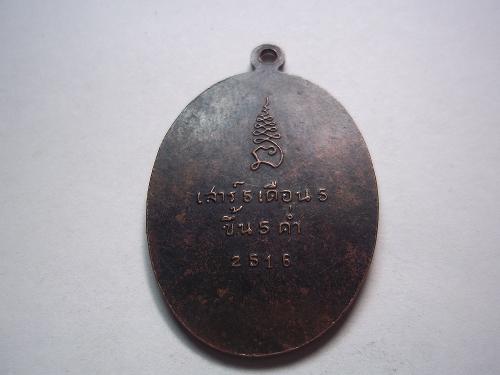 เสาร์ ๕ เดือน ๕
ขึ้น ๕ ค่ำ
2516